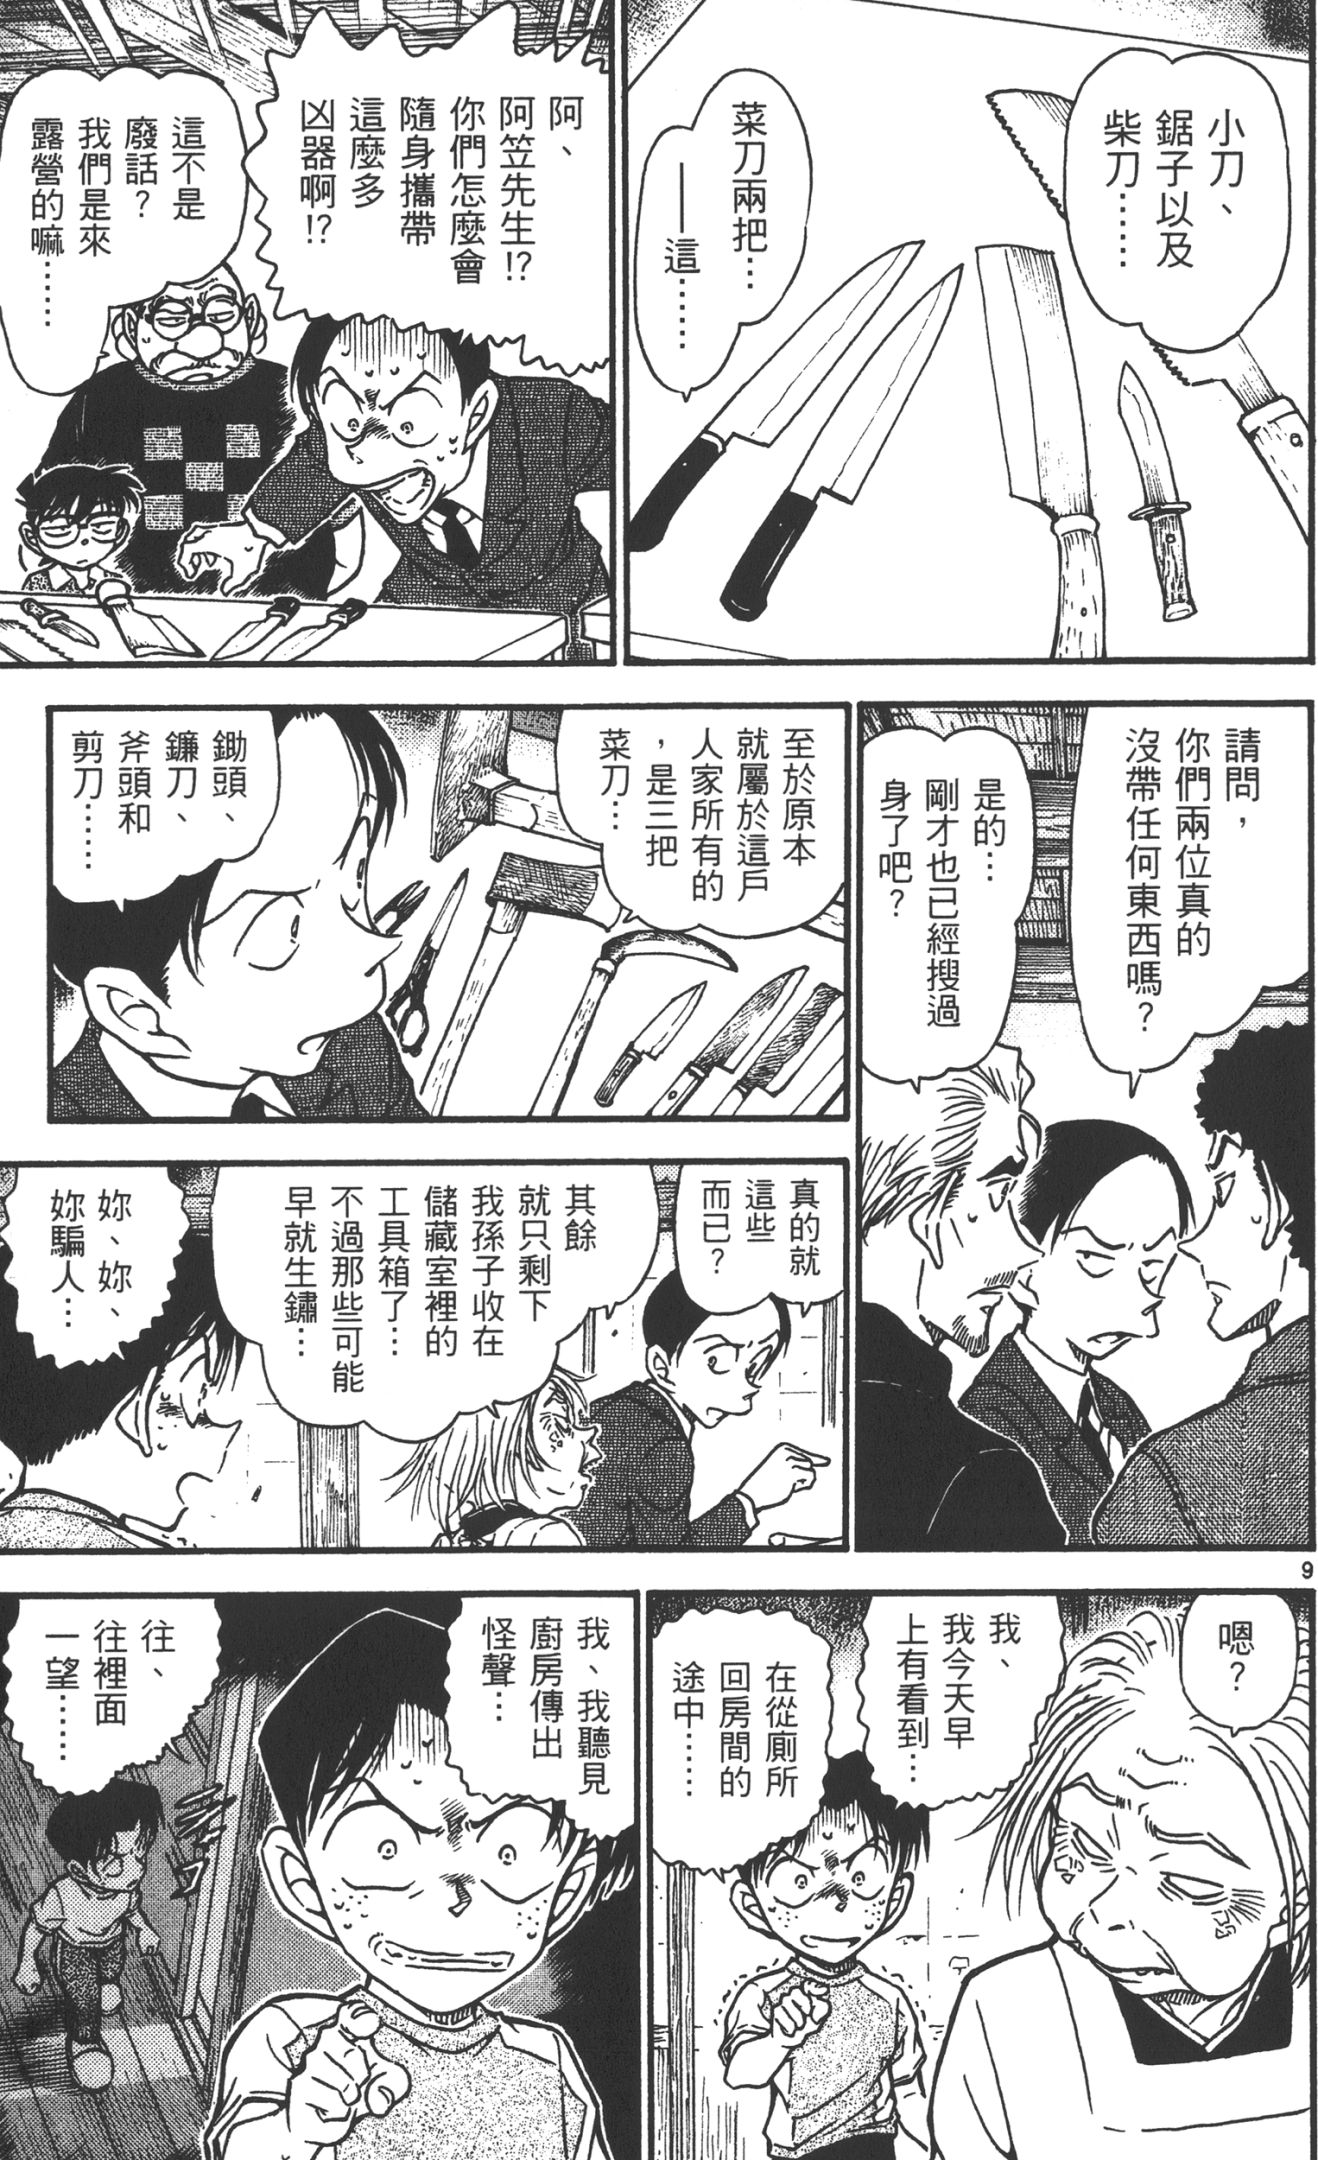 小刀、
鋸子以及
柴刀……
菜刀兩把…
——這……
阿、
阿笠先生!?
你們怎麼會
隨身攜帶
這麼多
凶器啊!?
這不是
廢話?
我們是來
露營的嘛……
請問,
你們兩位真的
沒帶任何東西嗎?
是的…
剛才也已經搜過
身了吧?
至於原本
就屬於這戶
人家所有的
,是三把
菜刀…
鋤頭、
鐮刀、
斧頭和
剪刀……
真的就
這些
而已?
其餘
就只剩下
我孫子收在
儲藏室裡的
工具箱了…
不過那些可能
早就生鏽…
妳、妳、
妳騙人…
9
嗯?
我、
我今天早
上有看到…
在從廁所
回房間的
途中……
我、我聽見
廚房傳出
怪聲…
往、
往裡面
一望……